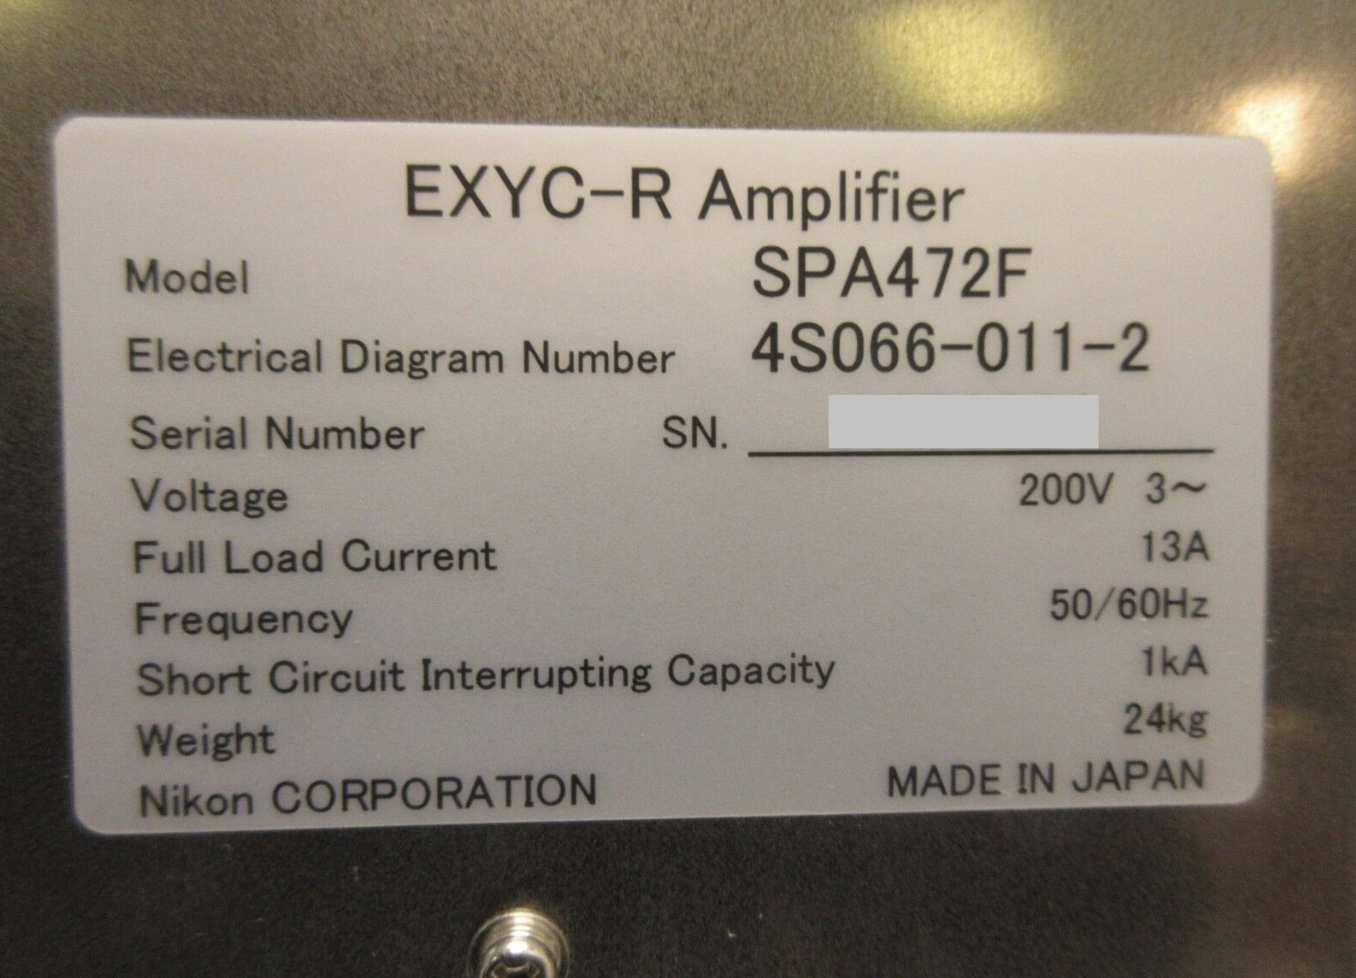 EXYC-R Amplifier
Model SPA472F
Electrical Diagram Number 4S066-011-2
Serial Number SN.
Voltage 200V 3～
Full Load Current 13A
Frequency 50/60Hz
Short Circuit Interrupting Capacity 1kA
Weight 24kg
Nikon CORPORATION MADE IN JAPAN